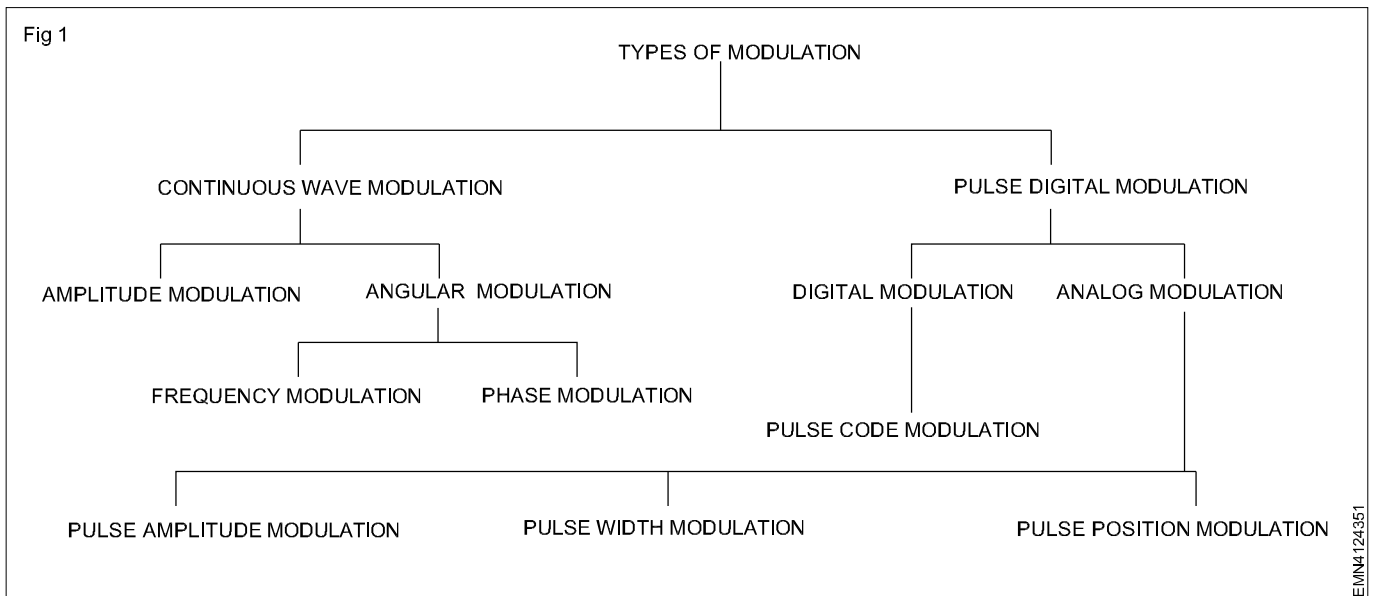 Fig 1
TYPES OF MODULATION
CONTINUOUS WAVE MODULATION
PULSE DIGITAL MODULATION
AMPLITUDE MODULATION
ANGULAR MODULATION
DIGITAL MODULATION
ANALOG MODULATION
FREQUENCY MODULATION
PHASE MODULATION
PULSE CODE MODULATION
PULSE AMPLITUDE MODULATION
PULSE WIDTH MODULATION
PULSE POSITION MODULATION
EMN4124351